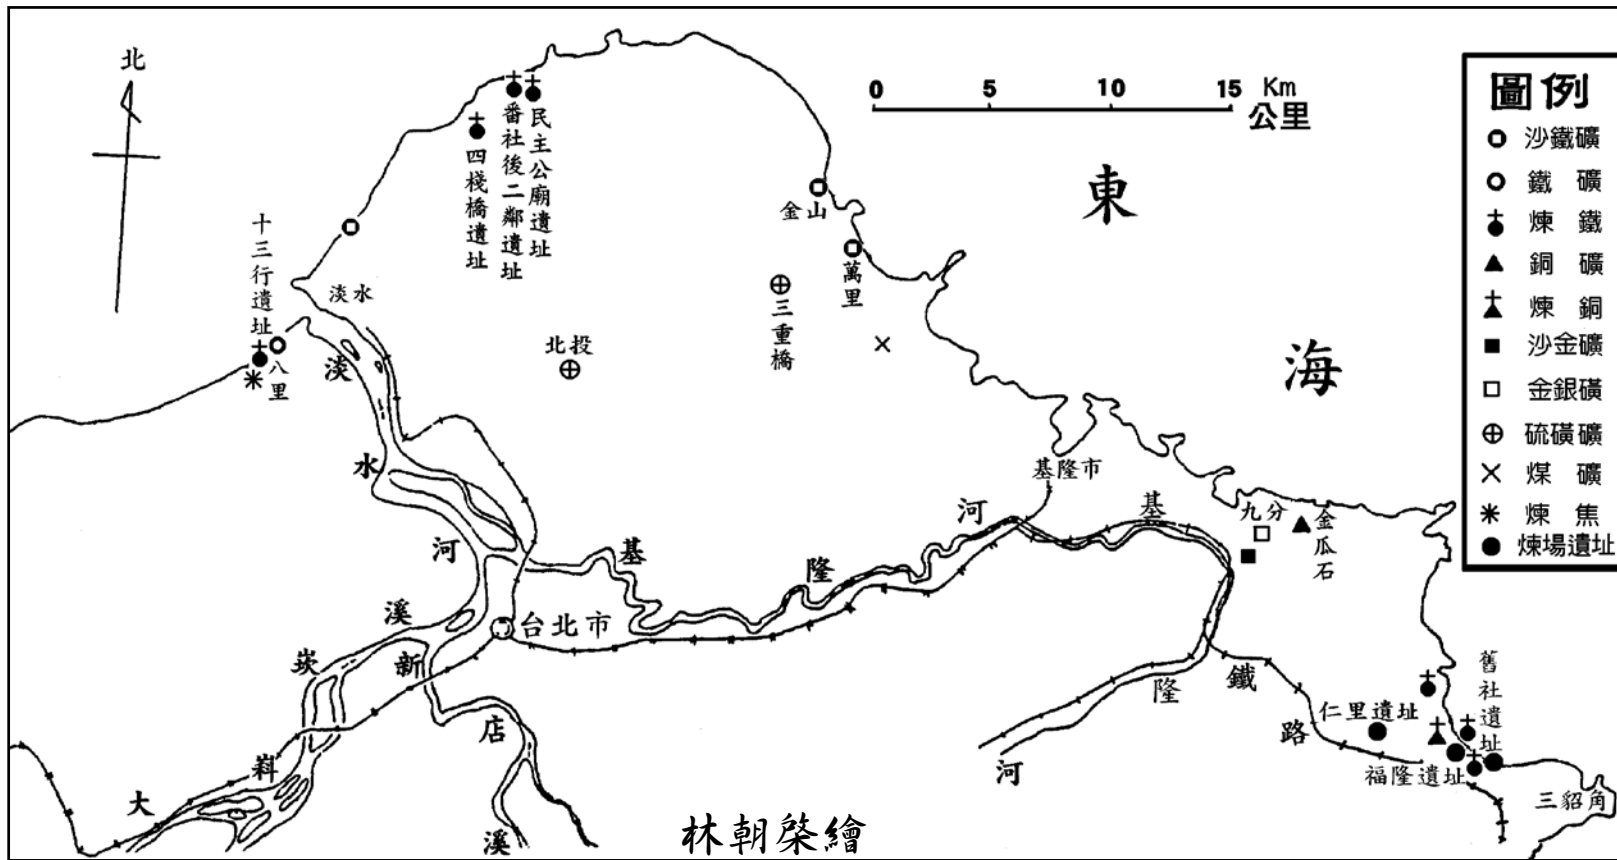 北
0 5 10 15 Km
公里
圖例
沙鐵礦
鐵礦
煉鐵
銅礦
煉銅
沙金礦
金銀礦
硫磺礦
煤礦
煉焦
煉場遺址
東海
民主公廟遺址
番社後二鄰遺址
四棧橋遺址
十三行遺址
八里
淡水
北投
三重橋
金山
萬里
淡水河
基隆市
基隆河
基隆河
九分
金瓜石
台北市
新店溪
大嵙崁溪
鐵路
仁里遺址
舊社遺址
福隆遺址
三貂角
林朝棨繪